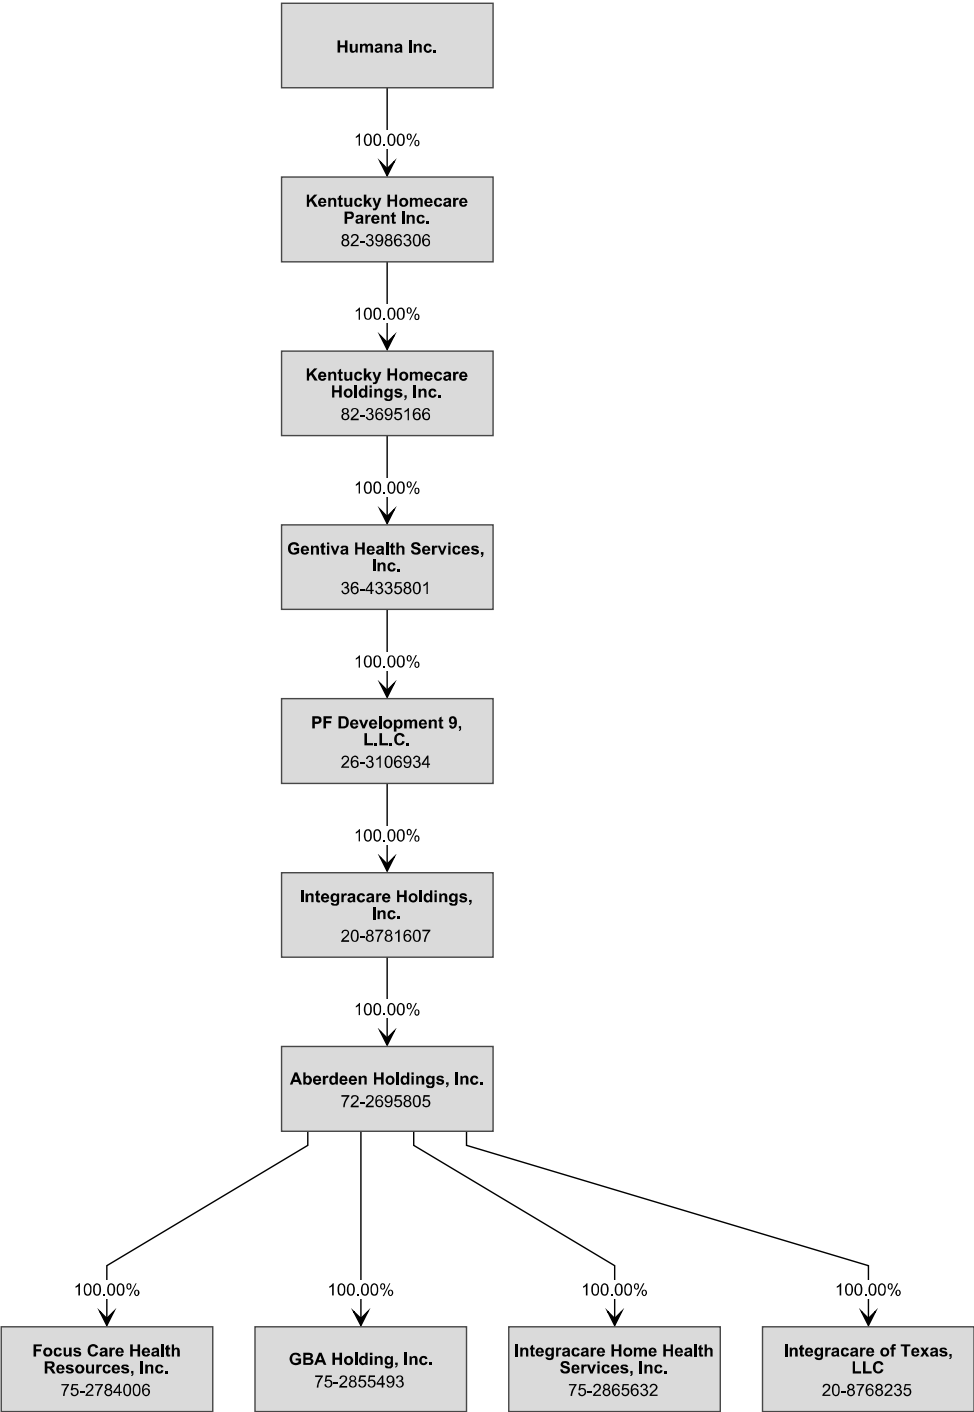 Humana Inc.
100.00%
Kentucky Homecare
Parent Inc.
82-3986306
100.00%
Kentucky Homecare
Holdings, Inc.
82-3695166
100.00%
Gentiva Health Services,
Inc.
36-4335801
100.00%
PF Development 9,
L.L.C.
26-3106934
100.00%
Integracare Holdings,
Inc.
20-8781607
100.00%
Aberdeen Holdings, Inc.
72-2695805
100.00%
100.00%
100.00%
100.00%
Focus Care Health
Resources, Inc.
75-2784006
GBA Holding, Inc.
75-2855493
Integracare Home Health
Services, Inc.
75-2865632
Integracare of Texas,
LLC
20-8768235